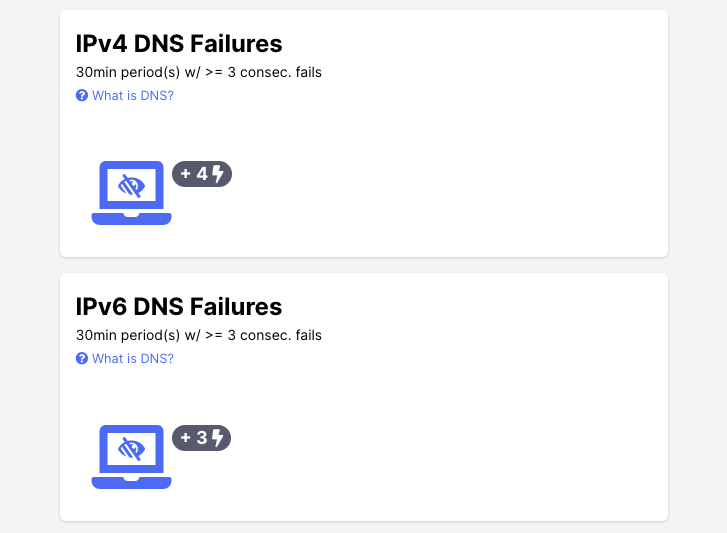 IPv4 DNS Failures
30min period(s) w/ >= 3 consec. fails
What is DNS?
+ 4
IPv6 DNS Failures
30min period(s) w/ >= 3 consec. fails
What is DNS?
+ 3